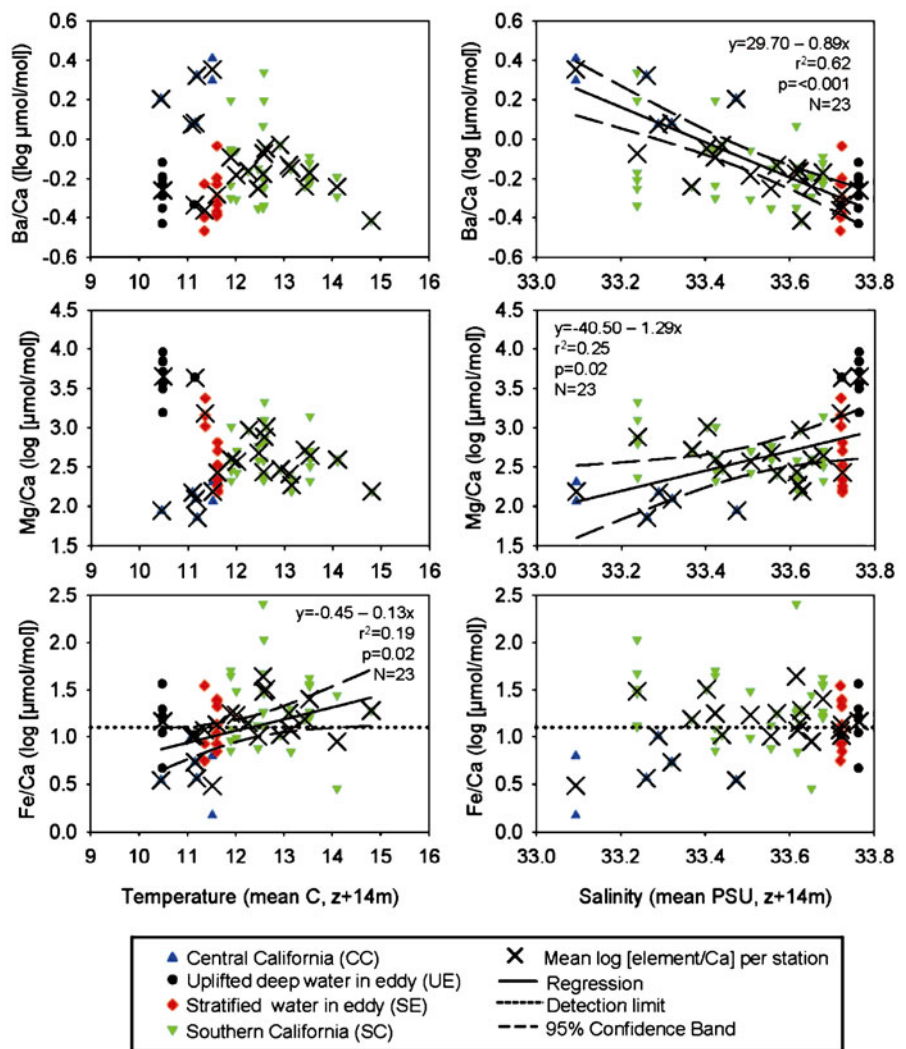 Ba/Ca ([log µmol/mol])
0.6
0.4
0.2
0.0
-0.2
-0.4
-0.6
9 10 11 12 13 14 15 16
Ba/Ca (log [µmol/mol])
0.6
0.4
0.2
0.0
-0.2
-0.4
-0.6
y=29.70 – 0.89x
r²=0.62
p=<0.001
N=23
33.0 33.2 33.4 33.6 33.8
Mg/Ca (log [µmol/mol])
4.5
4.0
3.5
3.0
2.5
2.0
1.5
9 10 11 12 13 14 15 16
Mg/Ca (log [µmol/mol])
4.5
4.0
3.5
3.0
2.5
2.0
1.5
y=-40.50 – 1.29x
r²=0.25
p=0.02
N=23
33.0 33.2 33.4 33.6 33.8
Fe/Ca (log [µmol/mol])
2.5
2.0
1.5
1.0
0.5
0.0
y=-0.45 – 0.13x
r²=0.19
p=0.02
N=23
9 10 11 12 13 14 15 16
Temperature (mean C, z+14m)
Fe/Ca (log [µmol/mol])
2.5
2.0
1.5
1.0
0.5
0.0
33.0 33.2 33.4 33.6 33.8
Salinity (mean PSU, z+14m)
Central California (CC)
Uplifted deep water in eddy (UE)
Stratified water in eddy (SE)
Southern California (SC)
Mean log [element/Ca] per station
Regression
Detection limit
95% Confidence Band